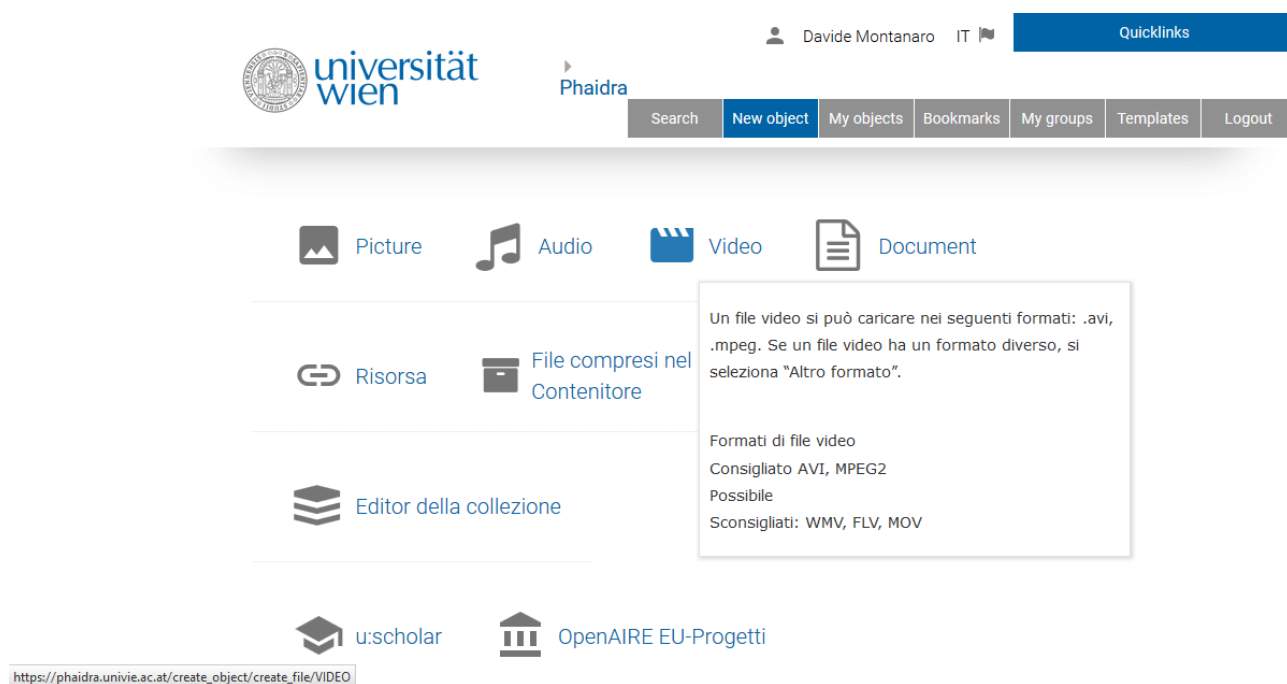 Davide Montanaro IT Quicklinks
universität
wien
Phaidra
Search New object My objects Bookmarks My groups Templates Logout
Picture Audio Video Document
Un file video si può caricare nei seguenti formati: .avi,
.mpeg. Se un file video ha un formato diverso, si
seleziona “Altro formato”.
Risorsa
File compresi nel
Contenitore
Formati di file video
Consigliato AVI, MPEG2
Possibile
Sconsigliati: WMV, FLV, MOV
Editor della collezione
u:scholar OpenAIRE EU-Progetti
https://phaidra.univie.ac.at/create_object/create_file/VIDEO